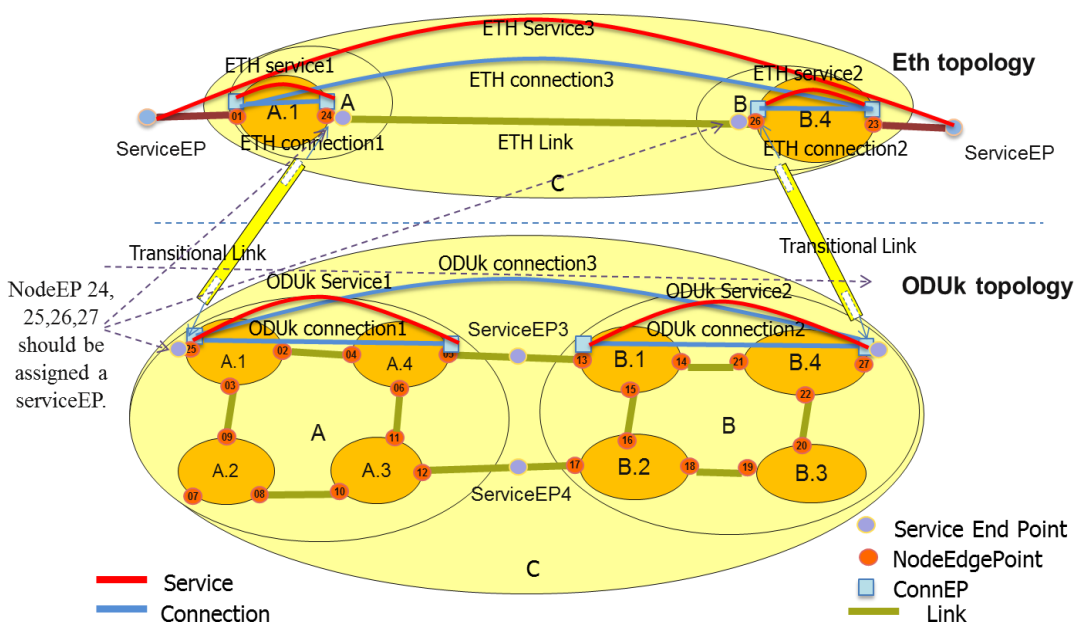 ETH Service3
ETH service1
ETH connection3
ETH service2
Eth topology
A
B
A.1
B.4
01
24
26
23
ServiceEP
ETH connection1
ETH Link
ETH connection2
ServiceEP
C
Transitional Link
Transitional Link
ODUk connection3
ODUk topology
NodeEP 24,
25,26,27
should be
assigned a
serviceEP.
ODUk Service1
ODUk Service2
ODUk connection1
ServiceEP3
ODUk connection2
25
02
04
05
13
14
21
27
A.1
A.4
B.1
B.4
03
06
15
22
A
B
09
11
16
20
A.2
A.3
B.2
B.3
07
08
10
12
17
18
19
ServiceEP4
C
Service End Point
NodeEdgePoint
ConnEP
Link
Service
Connection